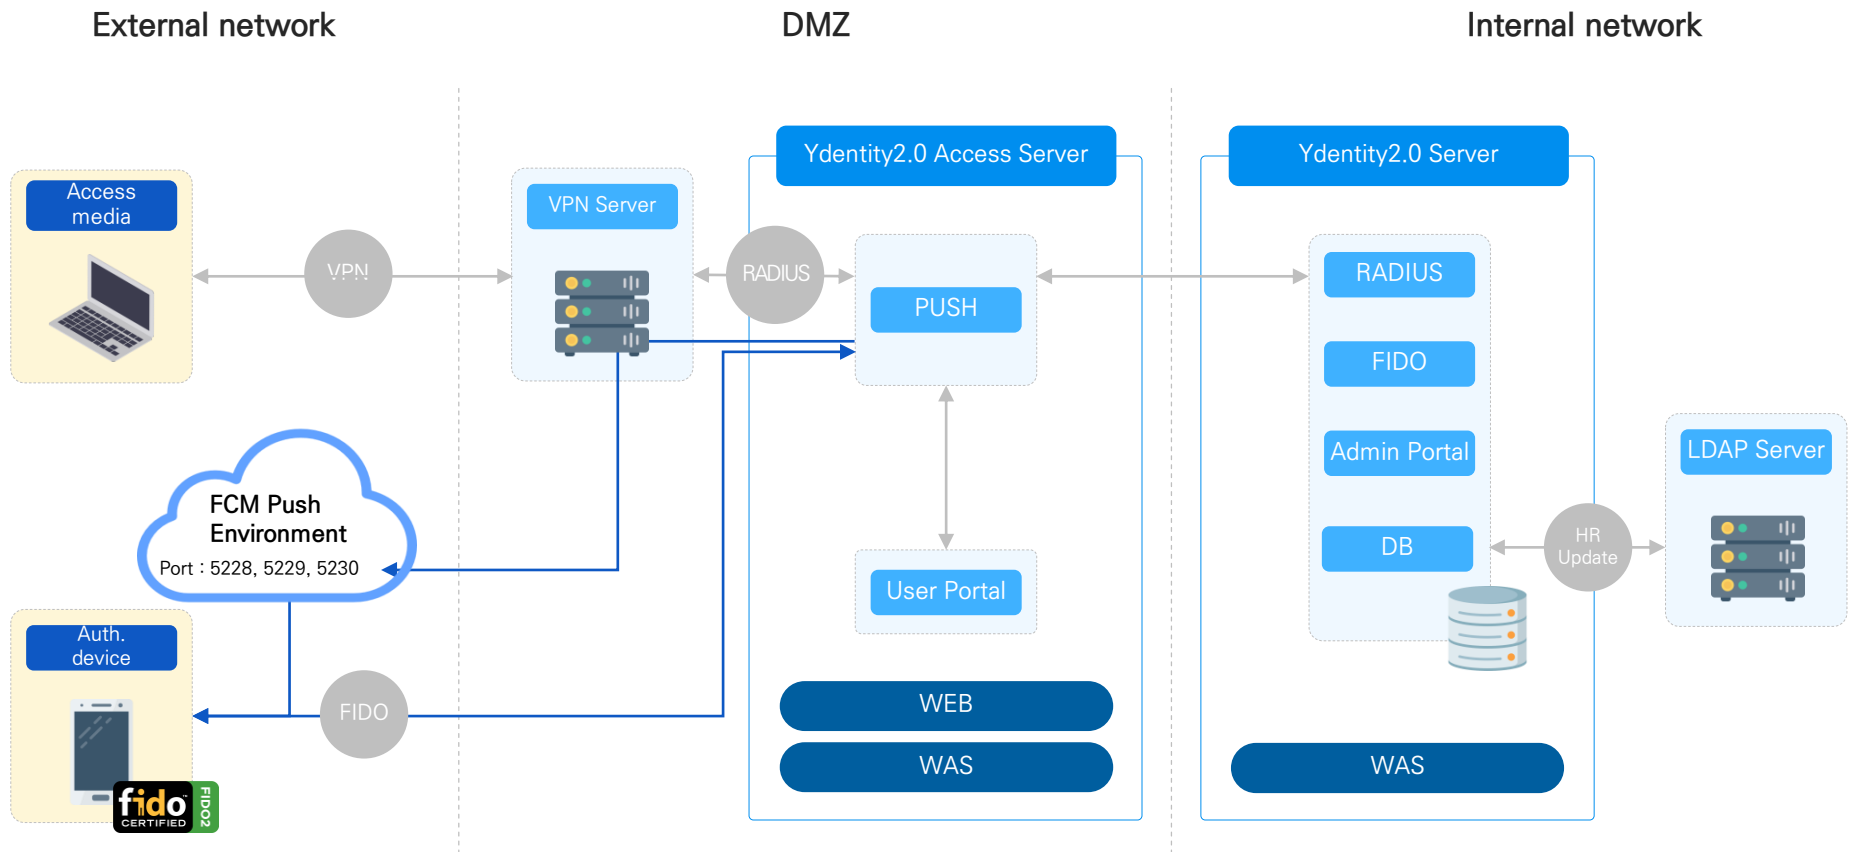 External network
DMZ
Internal network
Ydentity2.0 Access Server
Ydentity2.0 Server
Access
media
VPN Server
VPN
RADIUS
PUSH
RADIUS
FIDO
Admin Portal
DB
HR
Update
LDAP Server
FCM Push
Environment
Port : 5228, 5229, 5230
User Portal
Auth.
device
FIDO
WEB
WAS
WAS
fido™
CERTIFIED
FIDO2